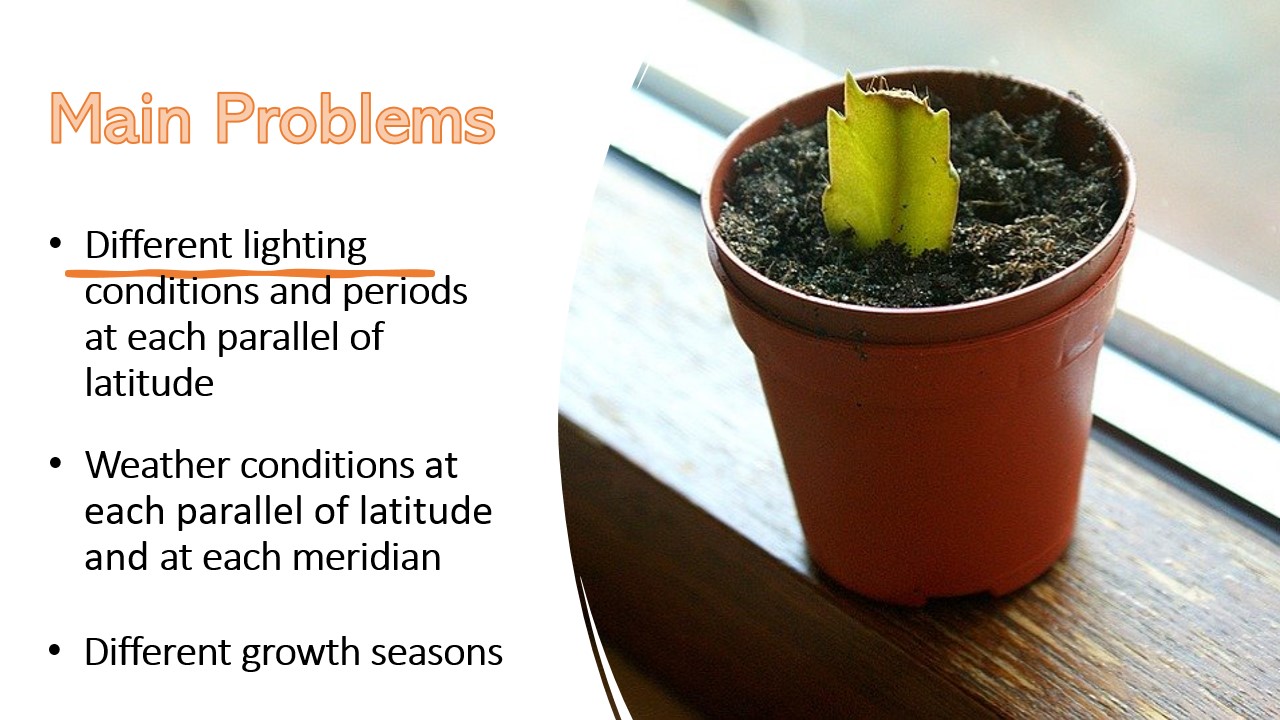 Main Problems
• Different lighting
conditions and periods
at each parallel of
latitude
• Weather conditions at
each parallel of latitude
and at each meridian
• Different growth seasons